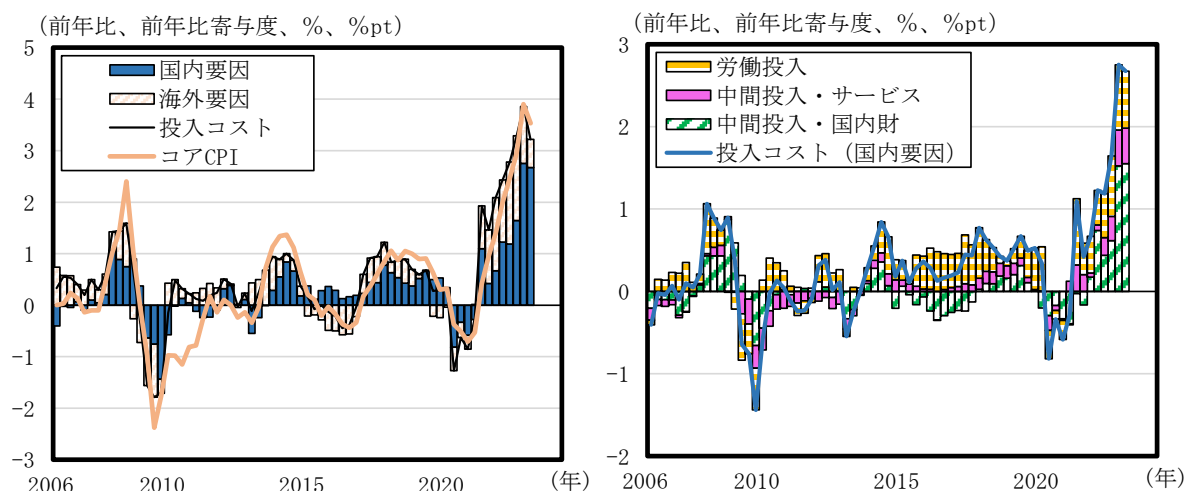 （前年比、前年比寄与度、%、%pt）
5
4
3
2
1
0
-1
-2
-3
国内要因
海外要因
投入コスト
コアCPI
2006
2010
2015
2020
（年）
（前年比、前年比寄与度、%、%pt）
3
2
1
0
-1
-2
労働投入
中間投入・サービス
中間投入・国内財
投入コスト（国内要因）
2006
2010
2015
2020
（年）